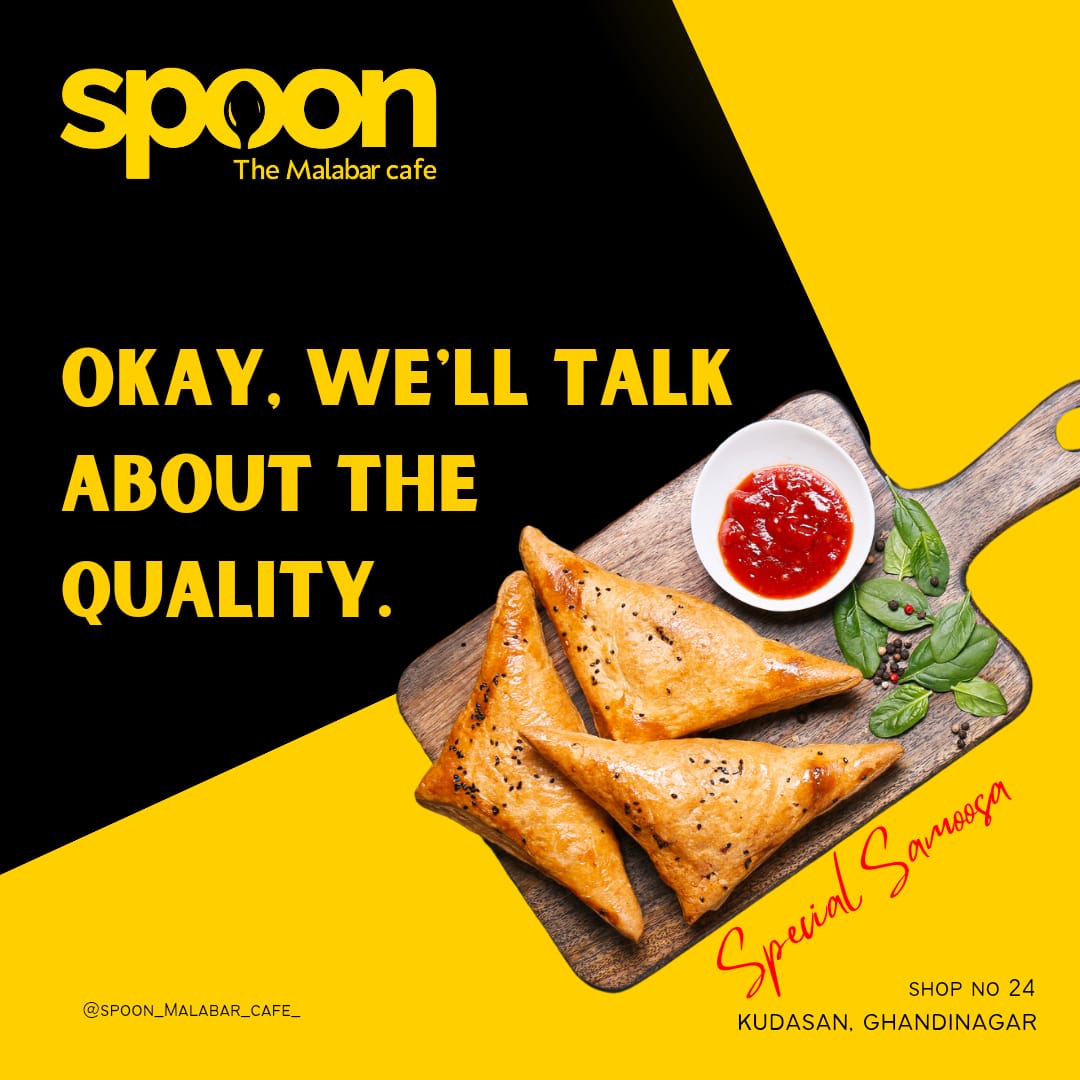 spoon
The Malabar cafe
OKAY, WE'LL TALK
ABOUT THE
QUALITY.
Special Samoosa
@SPOON_MALABAR_CAFE_
SHOP NO 24
KUDASAN, GHANDINAGAR